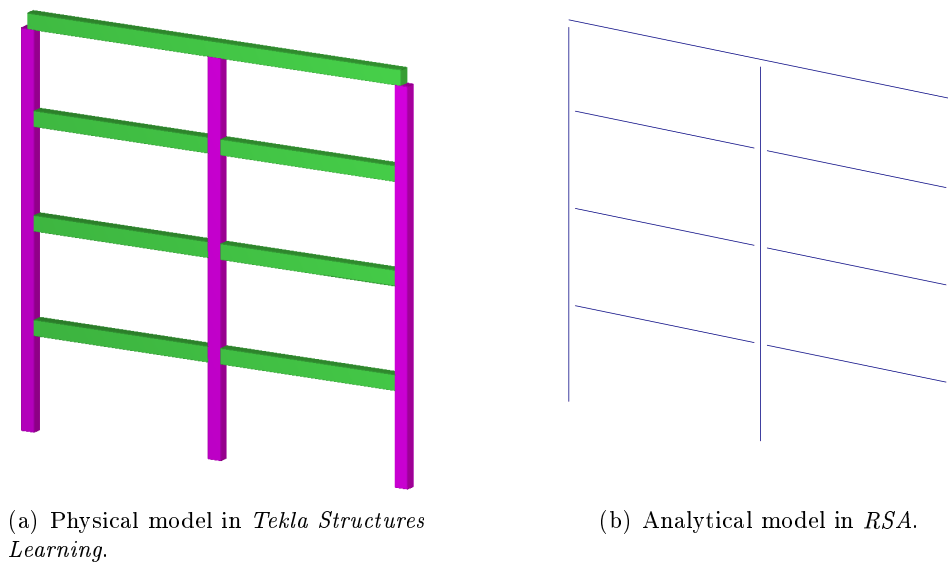 (a) Physical model in Tekla Structures
Learning.
(b) Analytical model in RSA.